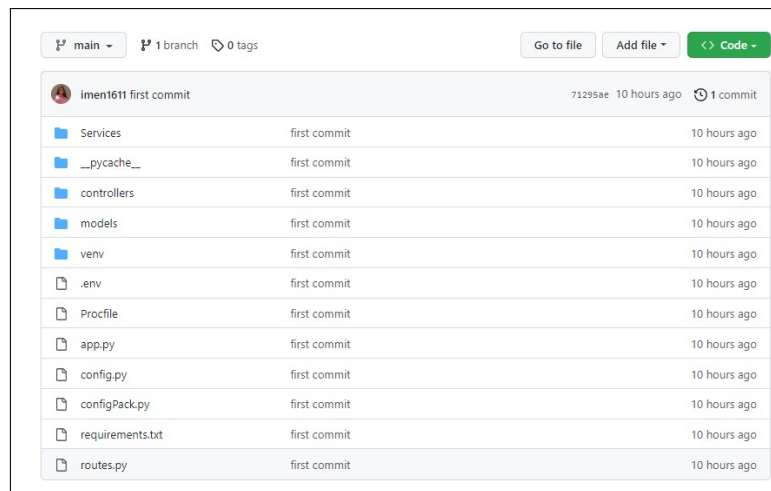 main 1 branch 0 tags Go to file Add file Code
imen1611 first commit 71295ae 10 hours ago 1 commit
Services first commit 10 hours ago
__pycache__ first commit 10 hours ago
controllers first commit 10 hours ago
models first commit 10 hours ago
venv first commit 10 hours ago
.env first commit 10 hours ago
Procfile first commit 10 hours ago
app.py first commit 10 hours ago
config.py first commit 10 hours ago
configPack.py first commit 10 hours ago
requirements.txt first commit 10 hours ago
routes.py first commit 10 hours ago